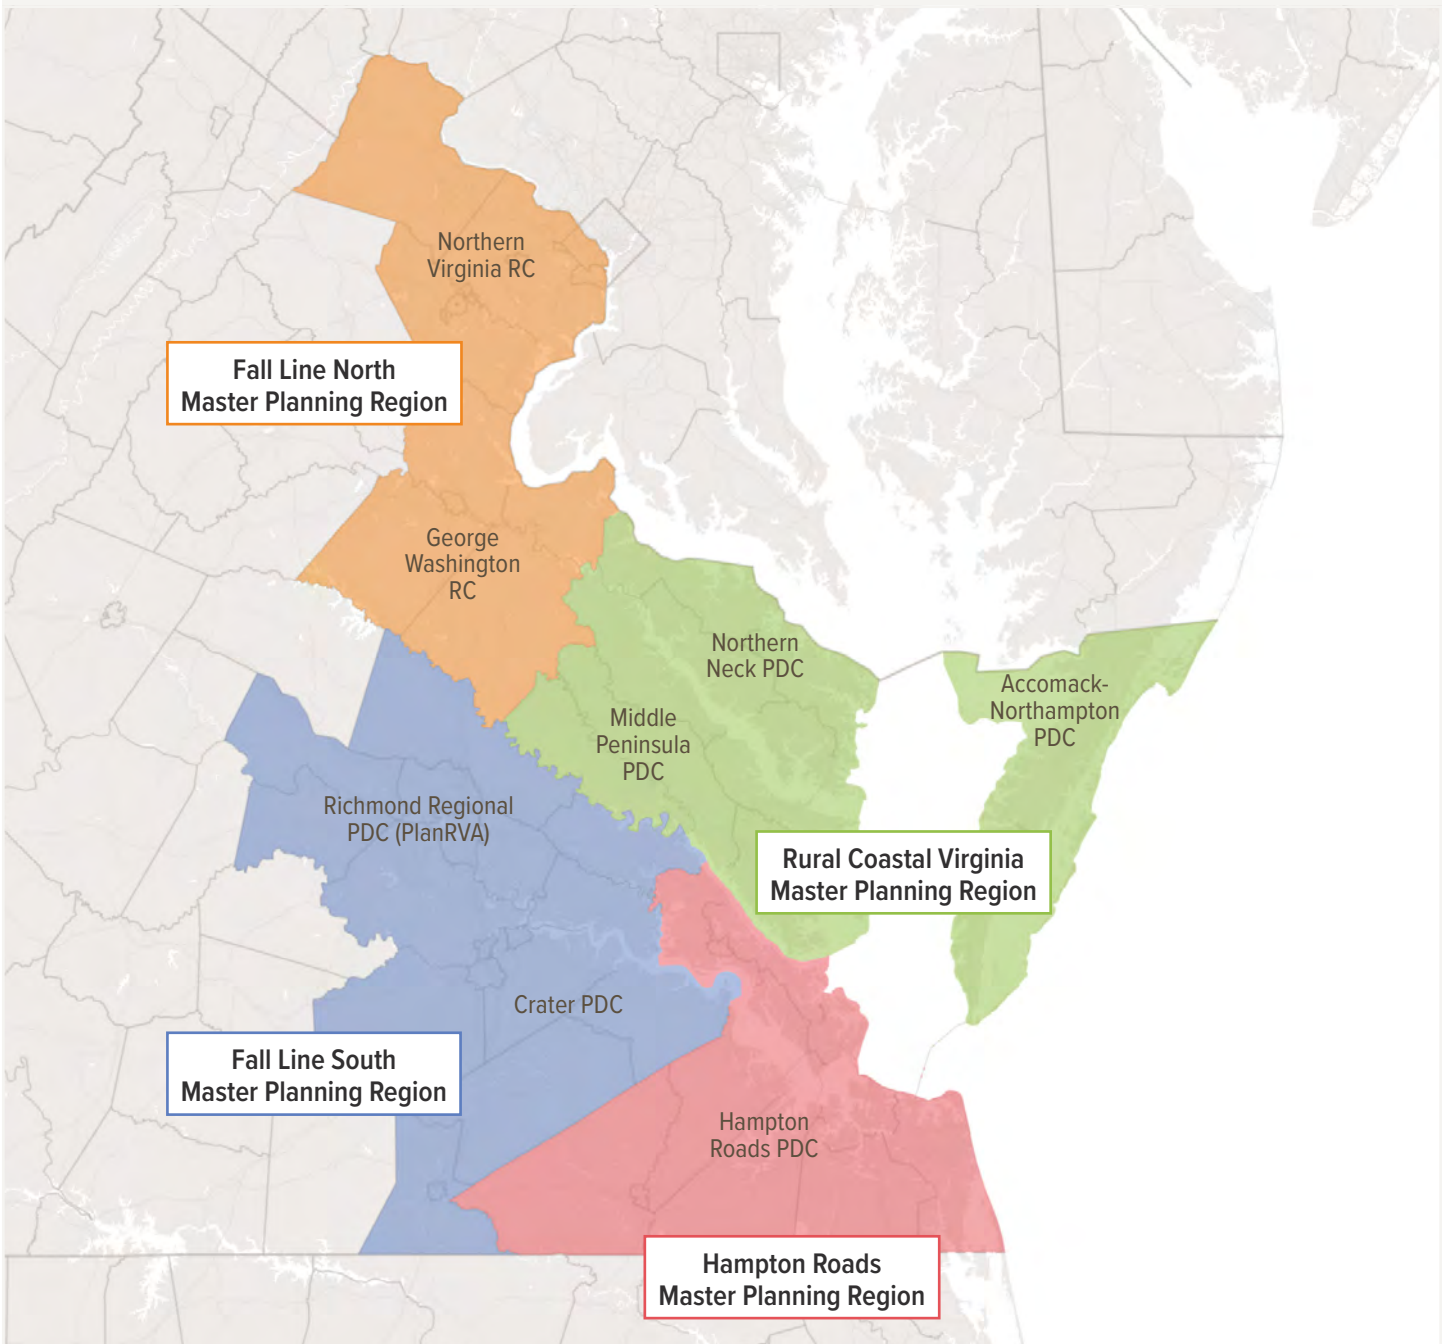 Northern
Virginia RC
Fall Line North
Master Planning Region
George
Washington
RC
Northern
Neck PDC
Accomack-
Northampton
PDC
Middle
Peninsula
PDC
Richmond Regional
PDC (PlanRVA)
Rural Coastal Virginia
Master Planning Region
Crater PDC
Fall Line South
Master Planning Region
Hampton
Roads PDC
Hampton Roads
Master Planning Region